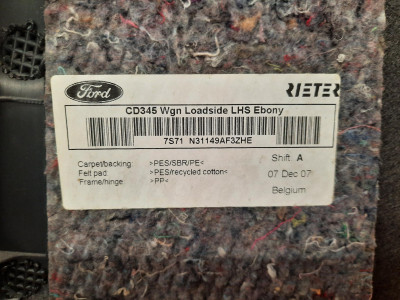 Ford
RIETER
CD345 Wgn Loadside LHS Ebony
7S71 N31149AF3ZHE
Carpet/backing: >PES/SBR/PE< Shift A
Felt pad >PES/recycled cotton< 07 Dec 07
Frame/hinge: >PP< Belgium